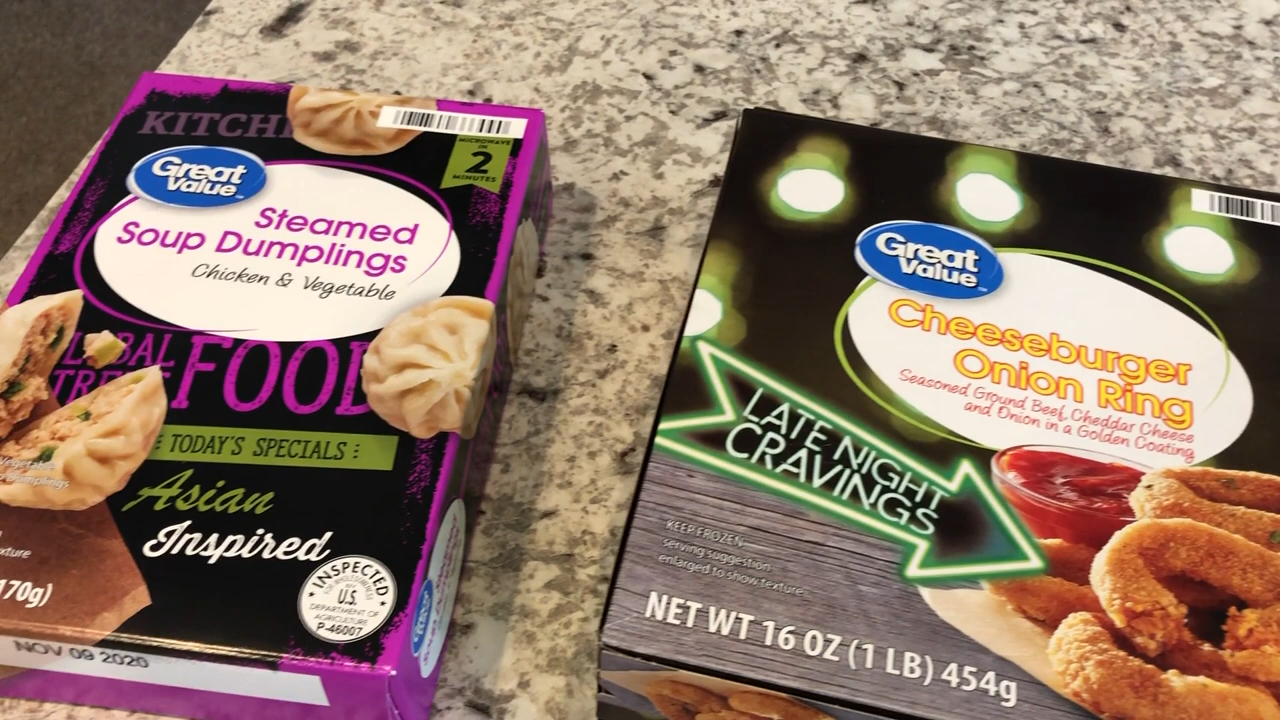 KITCH
MICROWAVE
IN
2
MINUTES
Great
Value
Steamed
Soup Dumplings
Chicken & Vegetable
FOOD
TODAY'S SPECIALS
Asian
Inspired
170g)
INSPECTED
U.S.
DEPARTMENT OF
AGRICULTURE
P-46007
NOV 09 2020
Great
Value
Cheeseburger
Onion Ring
Seasoned Ground Beef, Cheddar Cheese
and Onion in a Golden Coating
LATE NIGHT
CRAVINGS
KEEP FROZEN
serving suggestion
enlarged to show texture
NET WT 16 OZ (1 LB) 454g